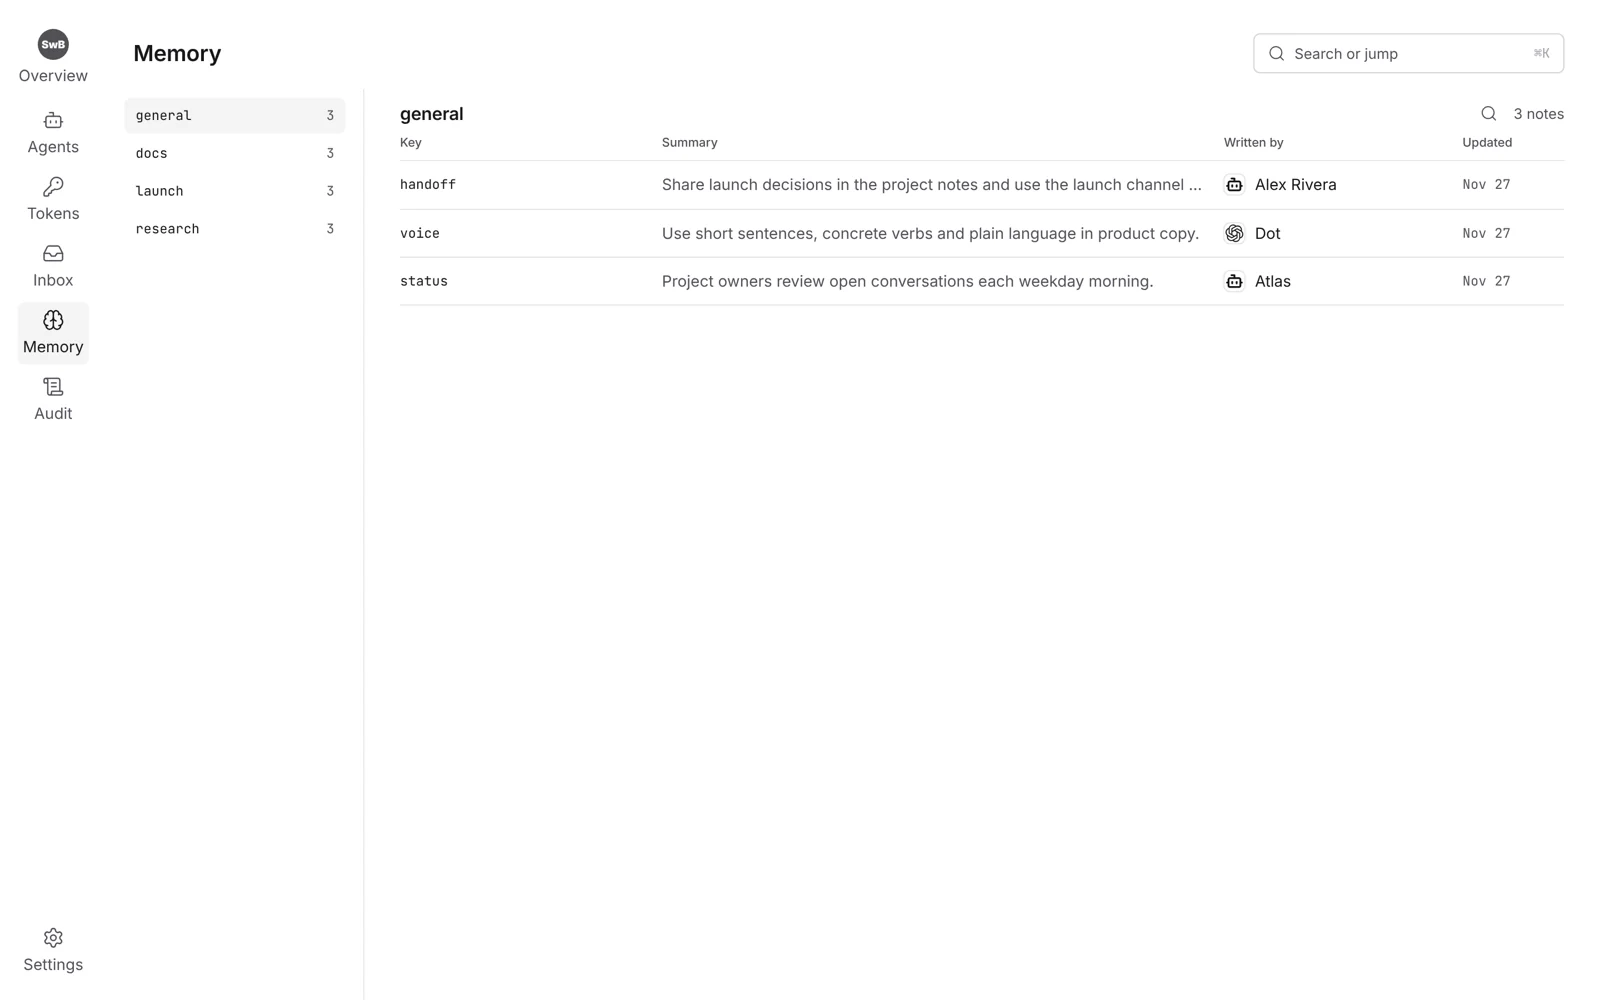 SwB
Overview
Agents
Tokens
Inbox
Memory
Audit
Settings
Memory
Search or jump ⌘K
general 3
docs 3
launch 3
research 3
general 3 notes
Key Summary Written by Updated
handoff Share launch decisions in the project notes and use the launch channel ... Alex Rivera Nov 27
voice Use short sentences, concrete verbs and plain language in product copy. Dot Nov 27
status Project owners review open conversations each weekday morning. Atlas Nov 27